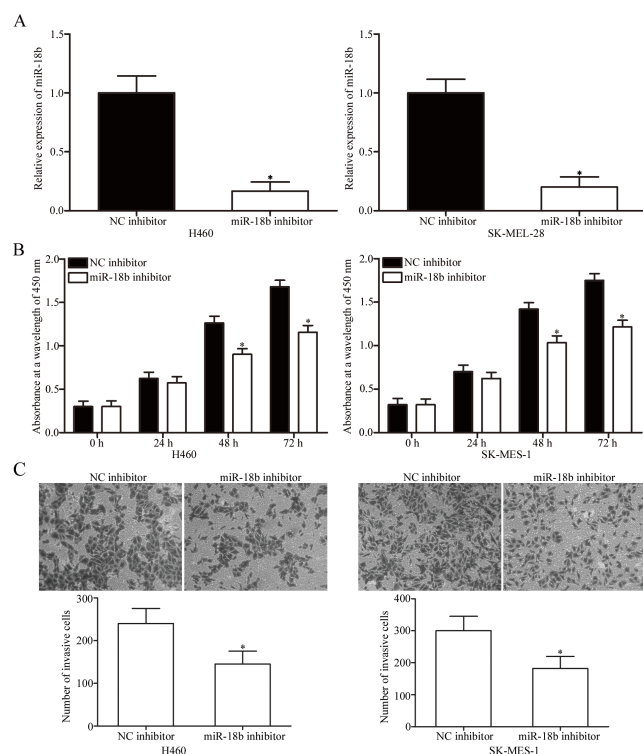 A
Relative expression of miR-18b
1.5
1.0
0.5
0.0
*
NC inhibitor
miR-18b inhibitor
H460
Relative expression of miR-18b
1.5
1.0
0.5
0.0
*
NC inhibitor
miR-18b inhibitor
SK-MEL-28
B
Absorbance at a wavelength of 450 nm
2.0
1.5
1.0
0.5
0.0
NC inhibitor
miR-18b inhibitor
*
*
0 h
24 h
48 h
72 h
H460
Absorbance at a wavelength of 450 nm
2.0
1.5
1.0
0.5
0.0
NC inhibitor
miR-18b inhibitor
*
*
0 h
24 h
48 h
72 h
SK-MES-1
C
NC inhibitor
miR-18b inhibitor
NC inhibitor
miR-18b inhibitor
Number of invasive cells
300
200
100
0
*
NC inhibitor
miR-18b inhibitor
H460
Number of invasive cells
400
300
200
100
0
*
NC inhibitor
miR-18b inhibitor
SK-MES-1